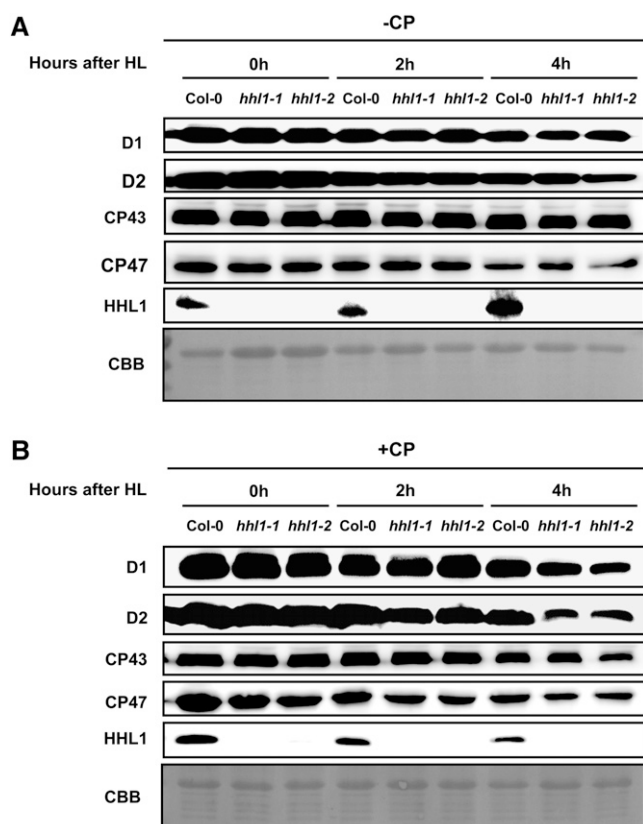 A
-CP
Hours after HL 0h 2h 4h
Col-0 hhl1-1 hhl1-2 Col-0 hhl1-1 hhl1-2 Col-0 hhl1-1 hhl1-2
D1
D2
CP43
CP47
HHL1
CBB
B
+CP
Hours after HL 0h 2h 4h
Col-0 hhl1-1 hhl1-2 Col-0 hhl1-1 hhl1-2 Col-0 hhl1-1 hhl1-2
D1
D2
CP43
CP47
HHL1
CBB